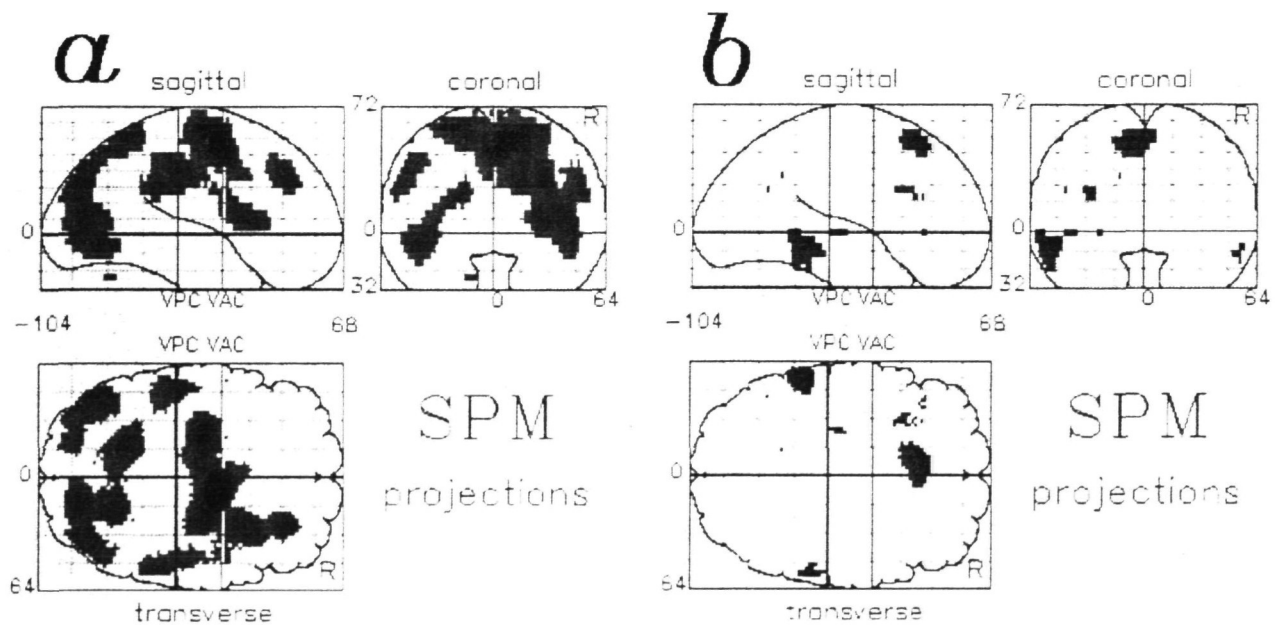 a
sagittal
coronal
72
R
0
0
32
VPC VAC
0
64
-104
68
VPC VAC
0
64
R
transverse
SPM
projections
b
sagittal
coronal
72
R
0
0
32
VPC VAC
0
64
-104
68
VPC VAC
0
64
R
transverse
SPM
projections